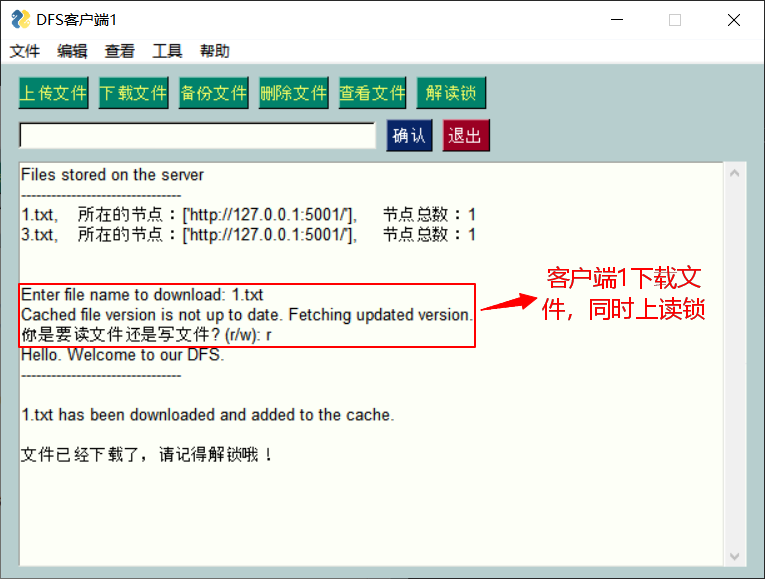 DFS客户端1
文件 编辑 查看 工具 帮助
上传文件 下载文件 备份文件 删除文件 查看文件 解读锁
确认 退出
Files stored on the server
--------------------------------
1.txt, 所在的节点：['http://127.0.0.1:5001/'], 节点总数：1
3.txt, 所在的节点：['http://127.0.0.1:5001/'], 节点总数：1
Enter file name to download: 1.txt
Cached file version is not up to date. Fetching updated version.
你是要读文件还是写文件? (r/w): r
Hello. Welcome to our DFS.
--------------------------------
1.txt has been downloaded and added to the cache.
文件已经下载了，请记得解锁哦！
客户端1下载文
件，同时上读锁